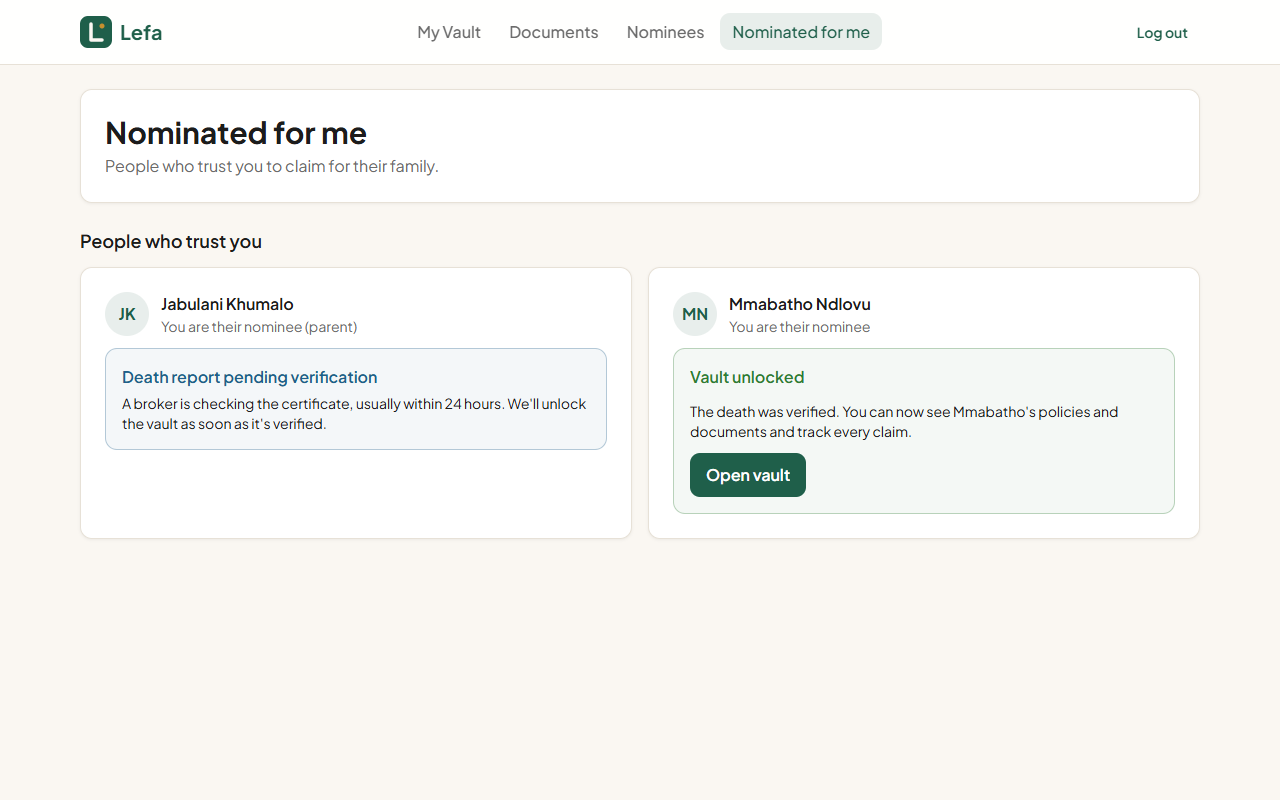 Lefa
My Vault
Documents
Nominees
Nominated for me
Log out
Nominated for me
People who trust you to claim for their family.
People who trust you
JK
Jabulani Khumalo
You are their nominee (parent)
Death report pending verification
A broker is checking the certificate, usually within 24 hours. We'll unlock
the vault as soon as it's verified.
MN
Mmabatho Ndlovu
You are their nominee
Vault unlocked
The death was verified. You can now see Mmabatho's policies and
documents and track every claim.
Open vault